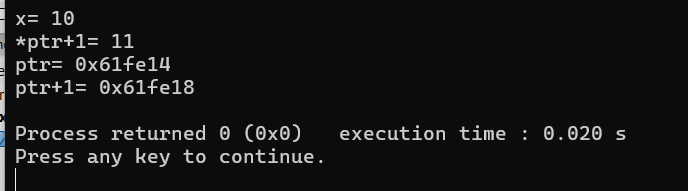 x= 10
*ptr+1= 11
ptr= 0x61fe14
ptr+1= 0x61fe18
Process returned 0 (0x0)   execution time : 0.020 s
Press any key to continue.